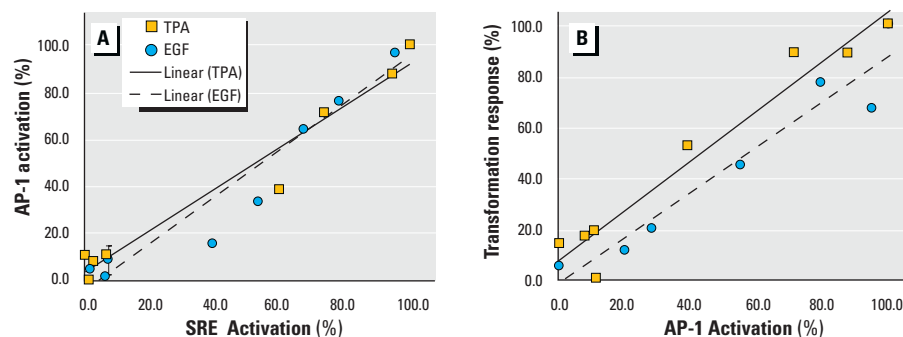 A
TPA
EGF
Linear (TPA)
Linear (EGF)
AP-1 activation (%)
100.0
80.0
60.0
40.0
20.0
0.0
0.0 20.0 40.0 60.0 80.0 100.0
SRE Activation (%)
B
Transformation response (%)
100.0
80.0
60.0
40.0
20.0
0.0
0.0 20.0 40.0 60.0 80.0 100.0
AP-1 Activation (%)